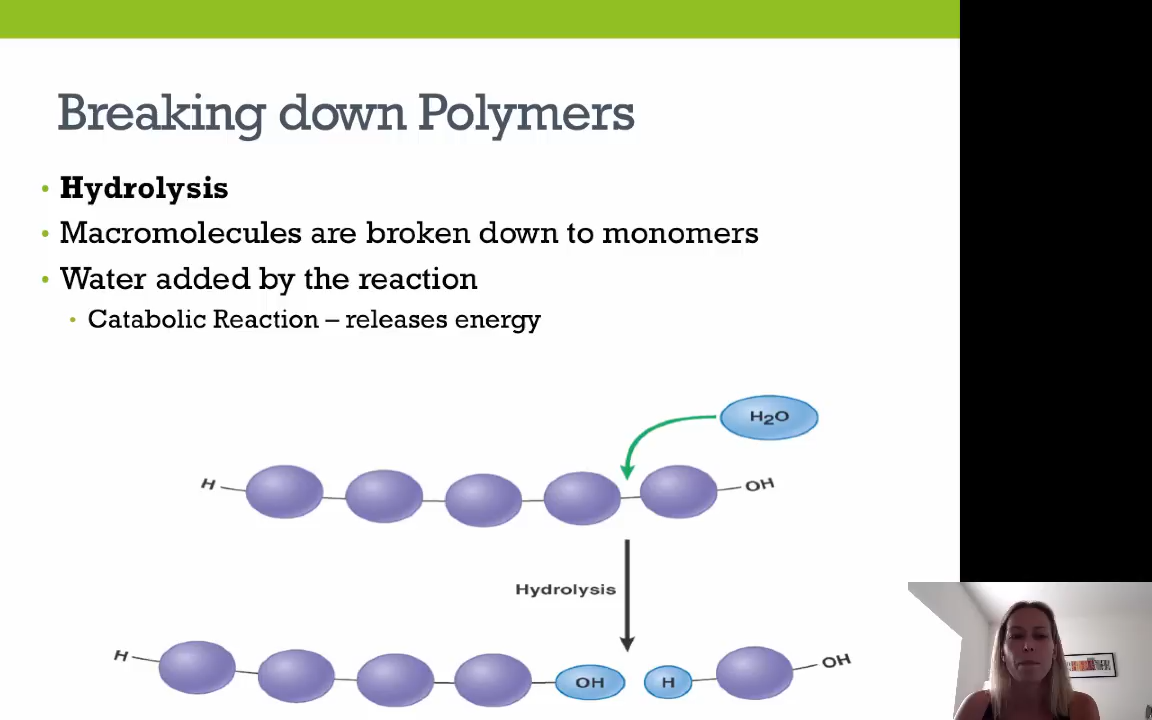 Breaking down Polymers
• Hydrolysis
• Macromolecules are broken down to monomers
• Water added by the reaction
• Catabolic Reaction – releases energy
H₂O
H OH
Hydrolysis
H OH H OH